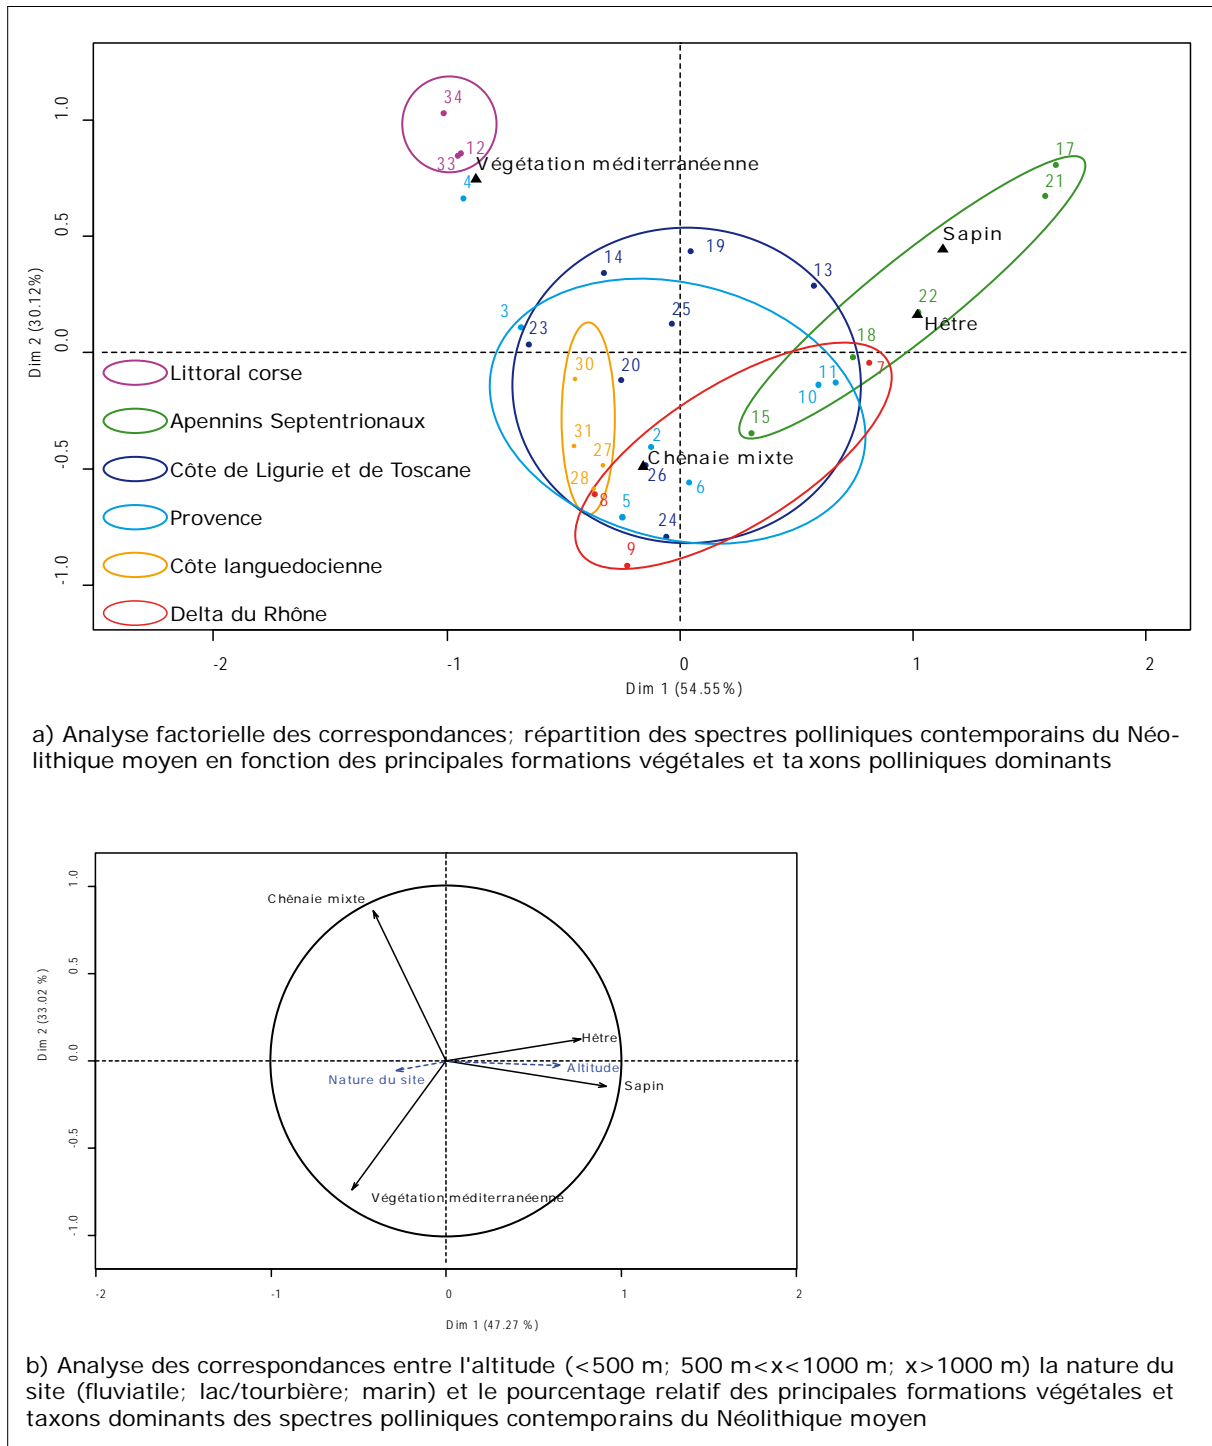 34
12
33
Végétation méditerranéenne
4
17
21
Sapin
22
Hêtre
19
14
13
25
3
23
20
18
11
7
10
30
15
31
27
2
Chênaie mixte
26
28
8
6
5
24
9
1.0
0.5
0.0
-0.5
-1.0
Dim 2 (30.12%)
Littoral corse
Apennins Septentrionaux
Côte de Ligurie et de Toscane
Provence
Côte languedocienne
Delta du Rhône
-2
-1
0
1
2
Dim 1 (54.55%)
a) Analyse factorielle des correspondances; répartition des spectres polliniques contemporains du Néo-
lithique moyen en fonction des principales formations végétales et ta xons polliniques dominants
1.0
0.5
0.0
-0.5
-1.0
Dim 2 (33.02 %)
Chênaie mixte
Hêtre
Altitude
Nature du site
Sapin
Végétation méditerranéenne
-2
-1
0
1
2
Dim 1 (47.27 %)
b) Analyse des correspondances entre l'altitude (<500 m; 500 m<x<1000 m; x>1000 m) la nature du
site (fluviatile; lac/tourbière; marin) et le pourcentage relatif des principales formations végétales et
taxons dominants des spectres polliniques contemporains du Néolithique moyen